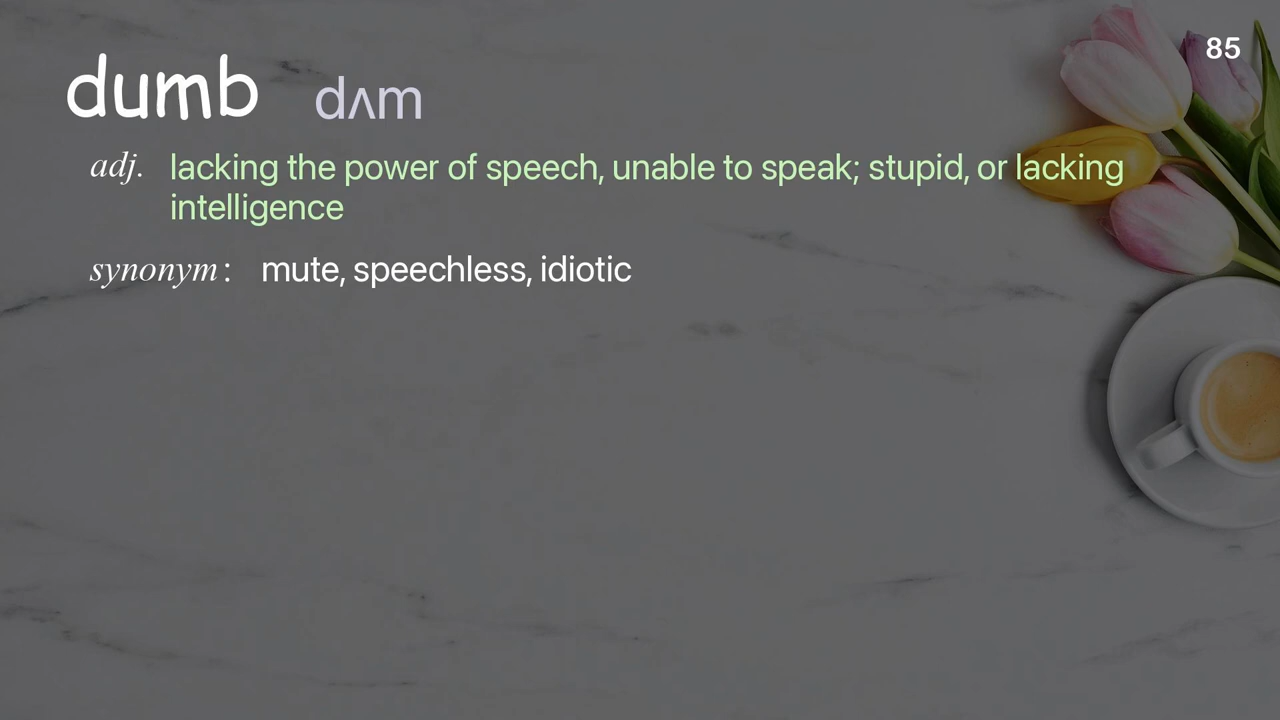 85
dumb dʌm
adj. lacking the power of speech, unable to speak; stupid, or lacking
intelligence
synonym: mute, speechless, idiotic